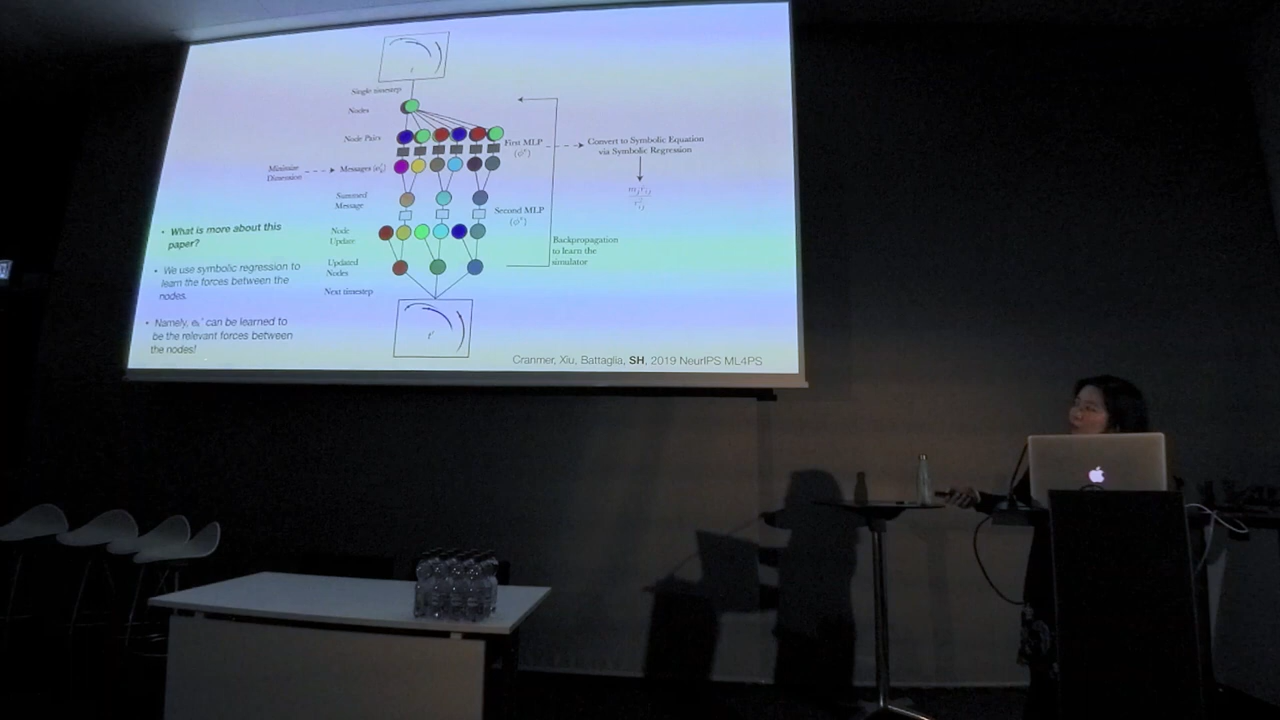 Single timestep
Nodes
Node Pairs
First MLP
Convert to Symbolic Equation
via Symbolic Regression
Minimize
Dimension
Messages
Summed
Message
Second MLP
Node
Update
Backpropagation
to learn the
simulator
Updated
Nodes
Next timestep
• What is more about this
paper?
• We use symbolic regression to
learn the forces between the
nodes.
• Namely, can be learned to
be the relevant forces between
the nodes!
Cranmer, Xiu, Battaglia, SH, 2019 NeurIPS ML4PS